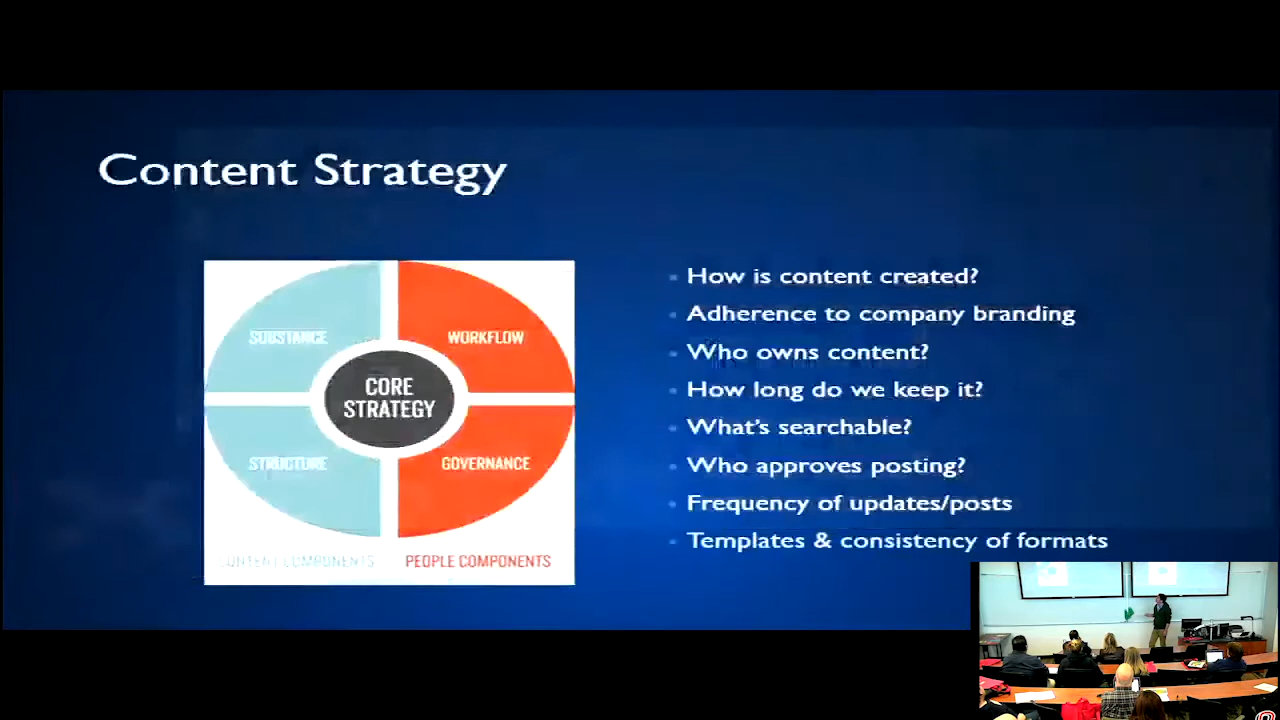 Content Strategy
SUBSTANCE
WORKFLOW
CORE
STRATEGY
STRUCTURE
GOVERNANCE
CONTENT COMPONENTS
PEOPLE COMPONENTS
How is content created?
Adherence to company branding
Who owns content?
How long do we keep it?
What's searchable?
Who approves posting?
Frequency of updates/posts
Templates & consistency of formats